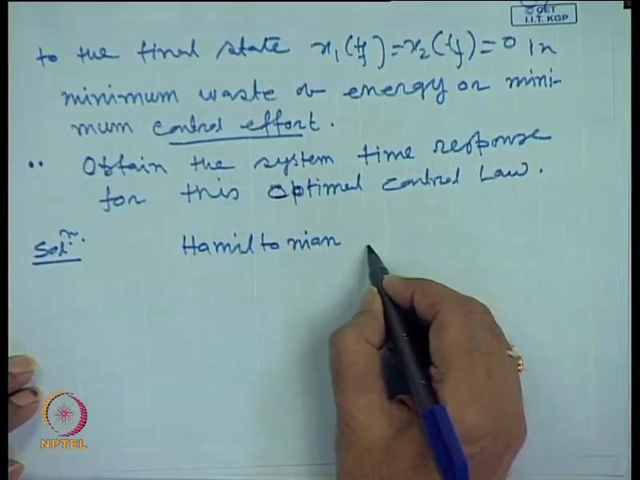 © CET
I.I.T. KGP
to the final state x₁(tf)=x₂(tf)=0 in
minimum waste of energy or mini-
mum control effort.
•• Obtain the system time response
for this optimal control Law.
Solⁿ:
Hamiltonian
NPTEL